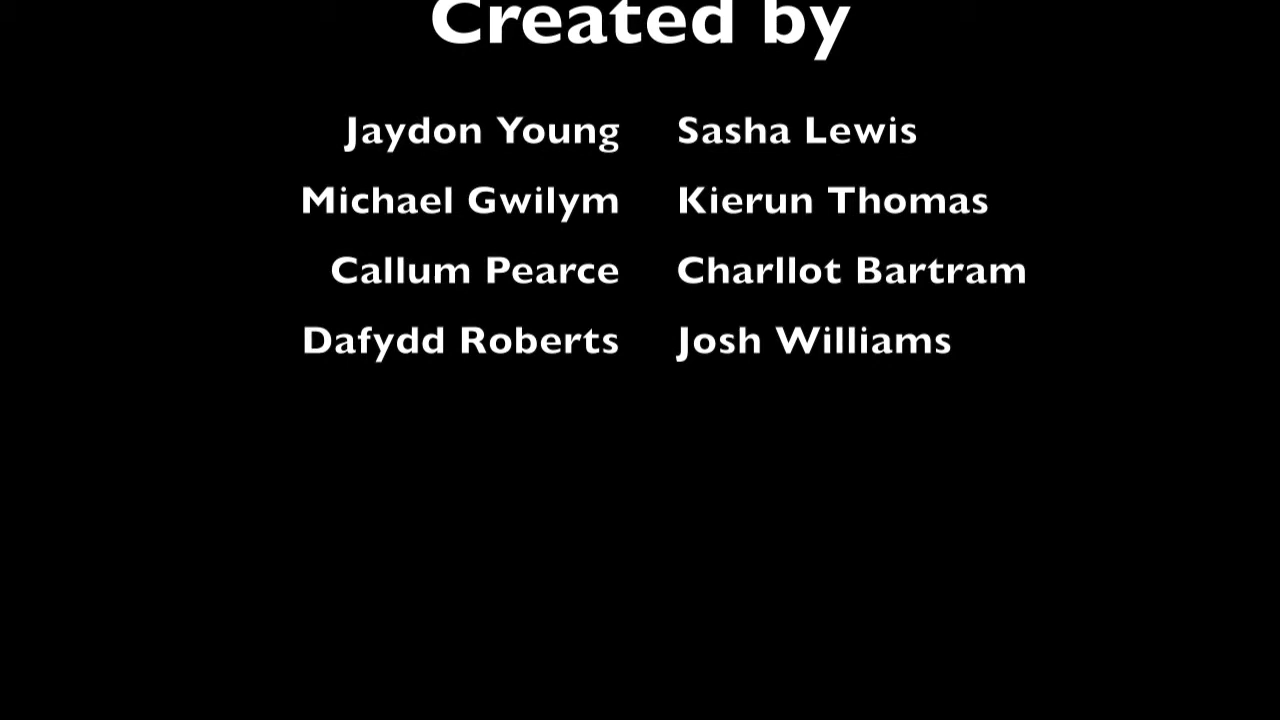 Created by
Jaydon Young Sasha Lewis
Michael Gwilym Kierun Thomas
Callum Pearce Charllot Bartram
Dafydd Roberts Josh Williams